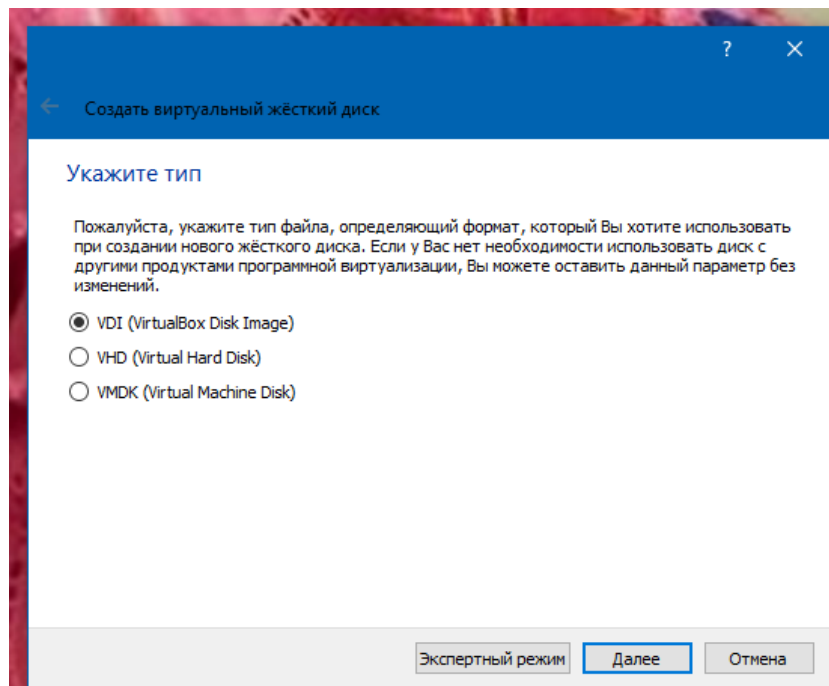 ?
Создать виртуальный жёсткий диск
Укажите тип
Пожалуйста, укажите тип файла, определяющий формат, который Вы хотите использовать
при создании нового жёсткого диска. Если у Вас нет необходимости использовать диск с
другими продуктами программной виртуализации, Вы можете оставить данный параметр без
изменений.
VDI (VirtualBox Disk Image)
VHD (Virtual Hard Disk)
VMDK (Virtual Machine Disk)
Экспертный режим Далее Отмена